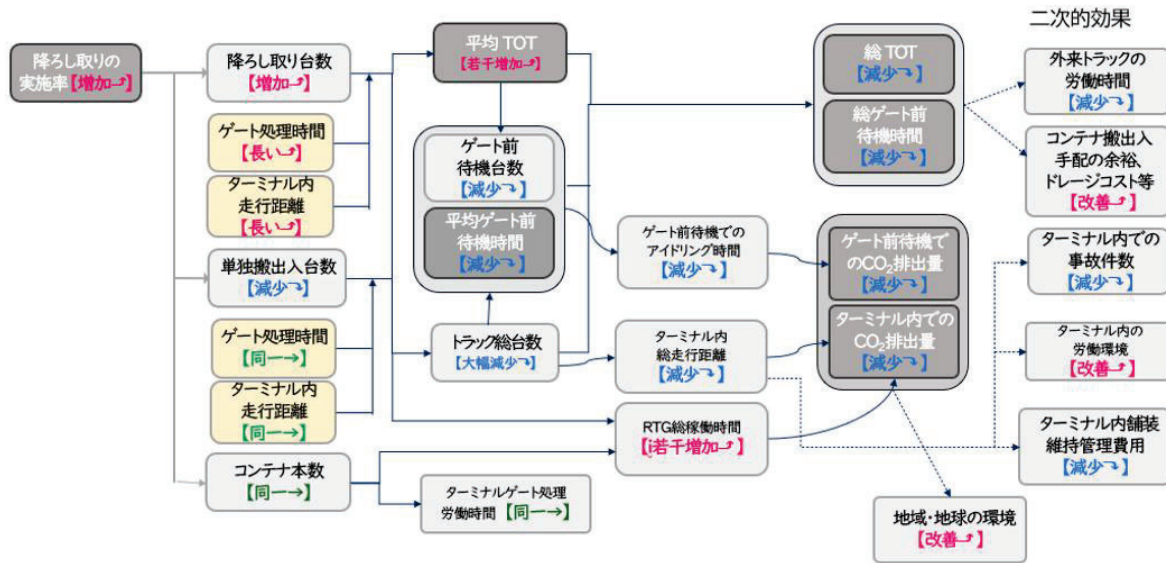 二次的効果
降ろし取りの
実施率【増加⤴】
降ろし取り台数
【増加⤴】
ゲート処理時間
【長い⤴】
ターミナル内
走行距離
【長い⤴】
単独搬出入台数
【減少⤵】
ゲート処理時間
【同一→】
ターミナル内
走行距離
【同一→】
コンテナ本数
【同一→】
平均TOT
【若干増加⤴】
ゲート前
待機台数
【減少⤵】
平均ゲート前
待機時間
【減少⤵】
トラック総台数
【大幅減少⤵】
ターミナルゲート処理
労働時間【同一→】
ゲート前待機での
アイドリング時間
【減少⤵】
ターミナル内
総走行距離
【減少⤵】
RTG総稼働時間
【i若干増加⤴】
総TOT
【減少⤵】
総ゲート前
待機時間
【減少⤵】
ゲート前待機で
のCO₂排出量
【減少⤵】
ターミナル内での
CO₂排出量
【減少⤵】
地域・地球の環境
【改善⤴】
外来トラックの
労働時間
【減少⤵】
コンテナ搬出入
手配の余裕、
ドレージコスト等
【改善⤴】
ターミナル内での
事故件数
【減少⤵】
ターミナル内の
労働環境
【改善⤴】
ターミナル内舗装
維持管理費用
【減少⤵】